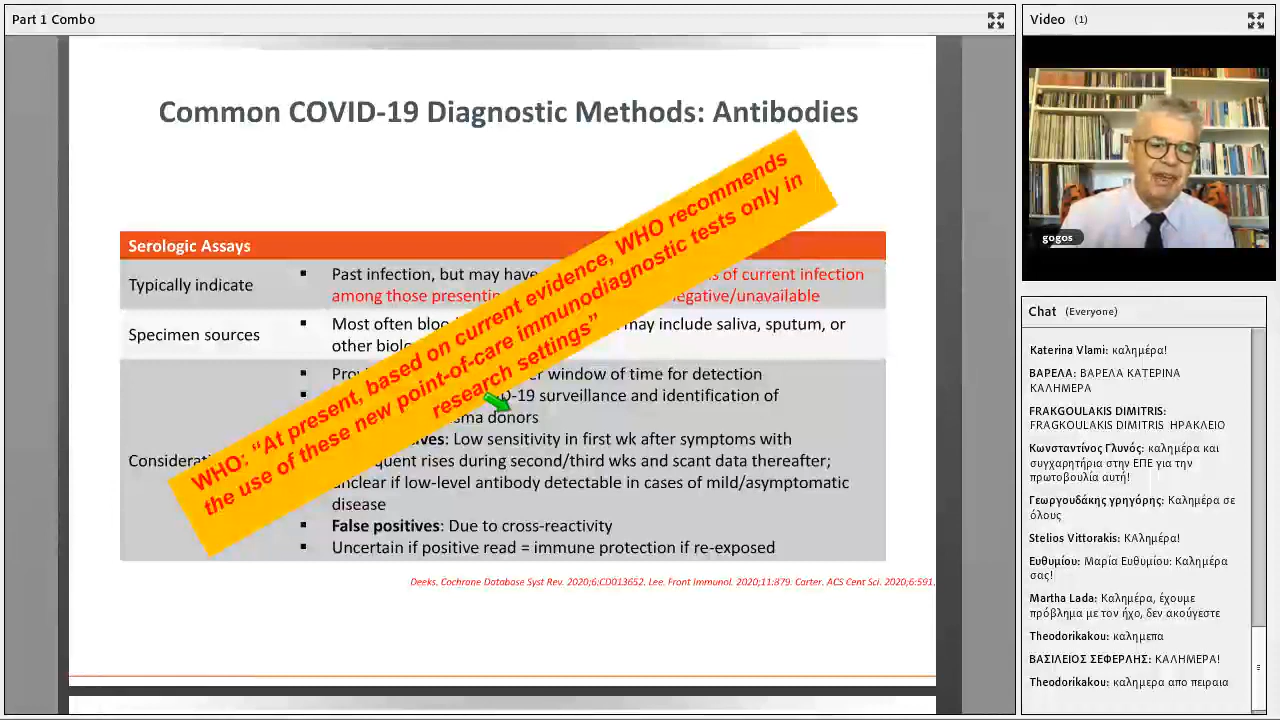 Part 1 Combo
Common COVID-19 Diagnostic Methods: Antibodies
Serologic Assays
Typically indicate
▪ Past infection, but may have of current infection
among those negative/unavailable
Specimen sources
▪ Most often may include saliva, sputum, or
other
Considerat
▪ window of time for detection
▪ D-19 surveillance and identification of
donors
Low sensitivity in first wk after symptoms with
rises during second/third wks and scant data thereafter;
unclear if low-level antibody detectable in cases of mild/asymptomatic
disease
▪ False positives: Due to cross-reactivity
▪ Uncertain if positive read = immune protection if re-exposed
WHO: “At present, based on current evidence, WHO recommends
the use of these new point-of-care immunodiagnostic tests only in
research settings”
Deeks. Cochrane Database Syst Rev. 2020;6:CD013652. Lee. Front Immunol. 2020;11:879. Carter. ACS Cent Sci. 2020;6:591.
Video (1)
gogos
Chat (Everyone)
Katerina Vlami: καλημέρα!
ΒΑΡΕΛΑ: ΒΑΡΕΛΑ ΚΑΤΕΡΙΝΑ
ΚΑΛΗΜΕΡΑ
FRAKGOULAKIS DIMITRIS:
FRAGKOULAKIS DIMITRIS ΗΡΑΚΛΕΙΟ
Κωνσταντίνος Γλυνός: καλημέρα και
συγχαρητήρια στην ΕΠΕ για την
πρωτοβουλία αυτή!
Γεωργουδάκης γρηγόρης: Καλημέρα σε
όλους
Stelios Vittorakis: ΚΑλημέρα!
Ευθυμίου: Μαρία Ευθυμίου: Καλημέρα
σας!
Martha Lada: Καλημέρα, έχουμε
πρόβλημα με τον ήχο, δεν ακούγεστε
Theodorikakou: καλημεπα
ΒΑΣΙΛΕΙΟΣ ΣΕΦΕΡΛΗΣ: ΚΑΛΗΜΕΡΑ!
Theodorikakou: καλημερα απο πειραια